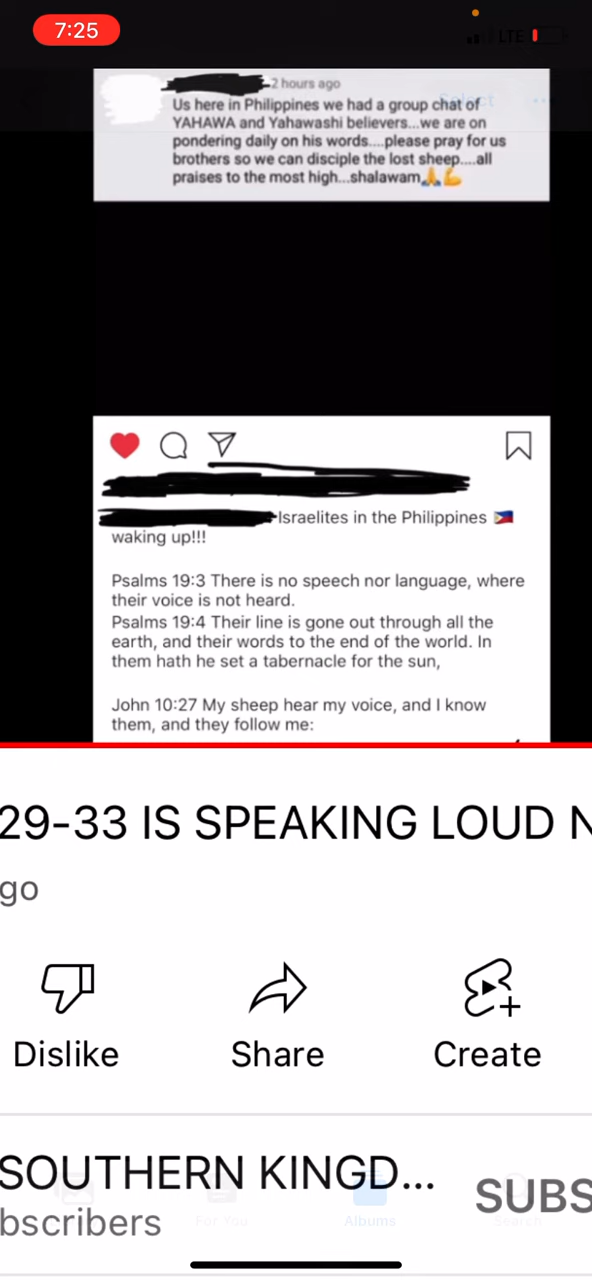 7:25
LTE
2 hours ago
Select
Us here in Philippines we had a group chat of
YAHAWA and Yahawashi believers...we are on
pondering daily on his words....please pray for us
brothers so we can disciple the lost sheep....all
praises to the most high...shalawam🙏💪
Israelites in the Philippines 🇵🇭
waking up!!!
Psalms 19:3 There is no speech nor language, where
their voice is not heard.
Psalms 19:4 Their line is gone out through all the
earth, and their words to the end of the world. In
them hath he set a tabernacle for the sun,
John 10:27 My sheep hear my voice, and I know
them, and they follow me:
29-33 IS SPEAKING LOUD N
go
Dislike
Share
Create
SOUTHERN KINGD...
SUBS
bscribers
For You
Albums
Search